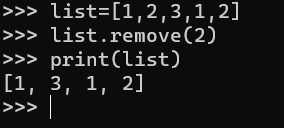 >>> list=[1,2,3,1,2]
>>> list.remove(2)
>>> print(list)
[1, 3, 1, 2]
>>>